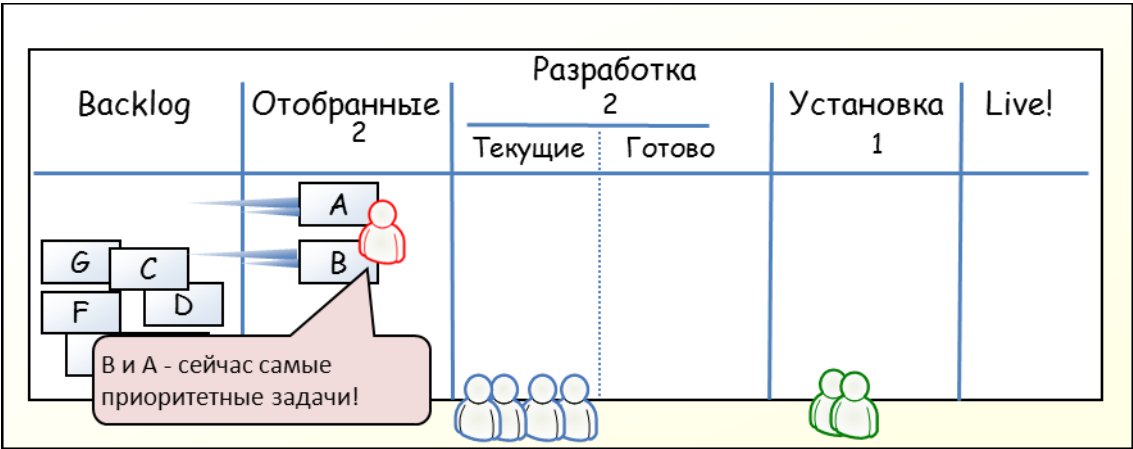 Backlog
Отобранные
2
Разработка
2
Текущие
Готово
Установка
1
Live!
A
B
G
C
F
D
В и А - сейчас самые
приоритетные задачи!